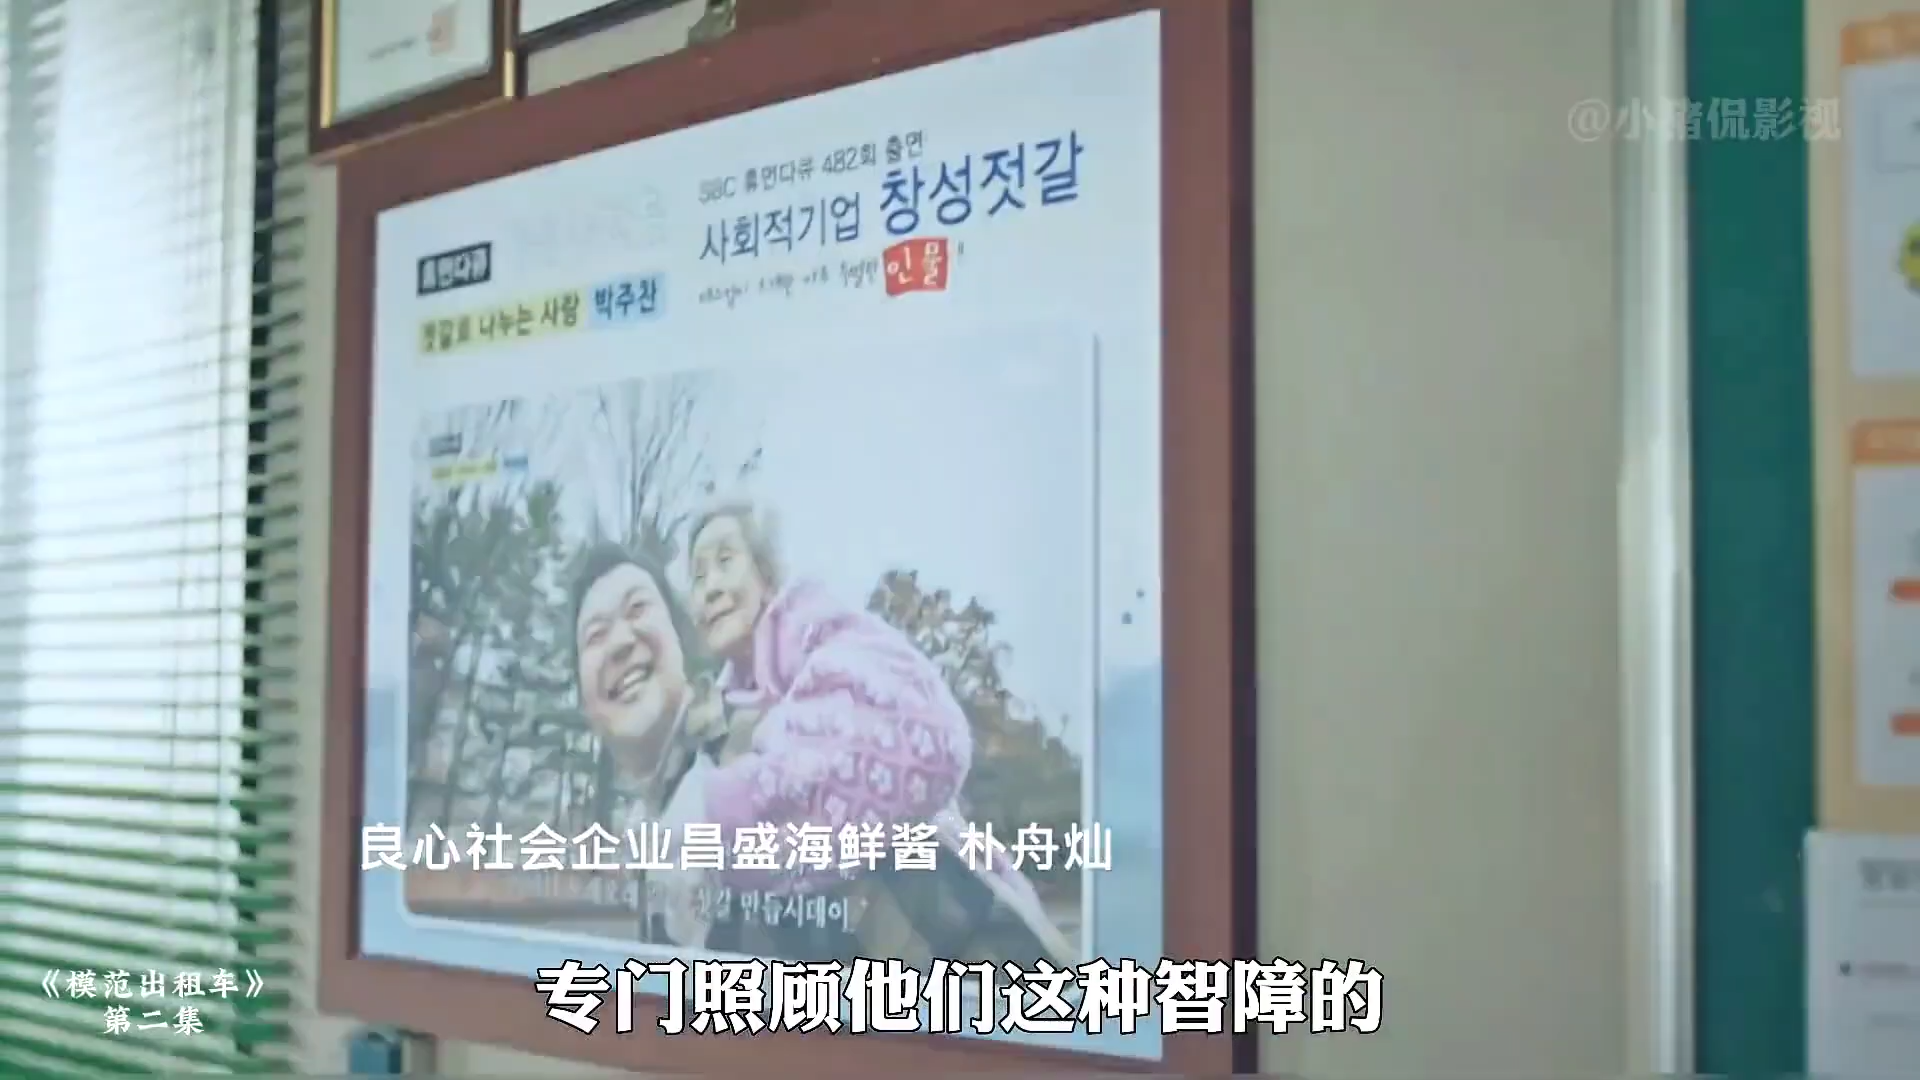 @小猪侃影视
SBC 휴먼다큐 482회 출연
사회적기업 창성젓갈
인물
휴먼다큐
젓갈로 나누는 사랑 박주찬
良心社会企业昌盛海鲜酱 朴舟灿
젓갈 만듭시데이
专门照顾他们这种智障的
《模范出租车》
第二集